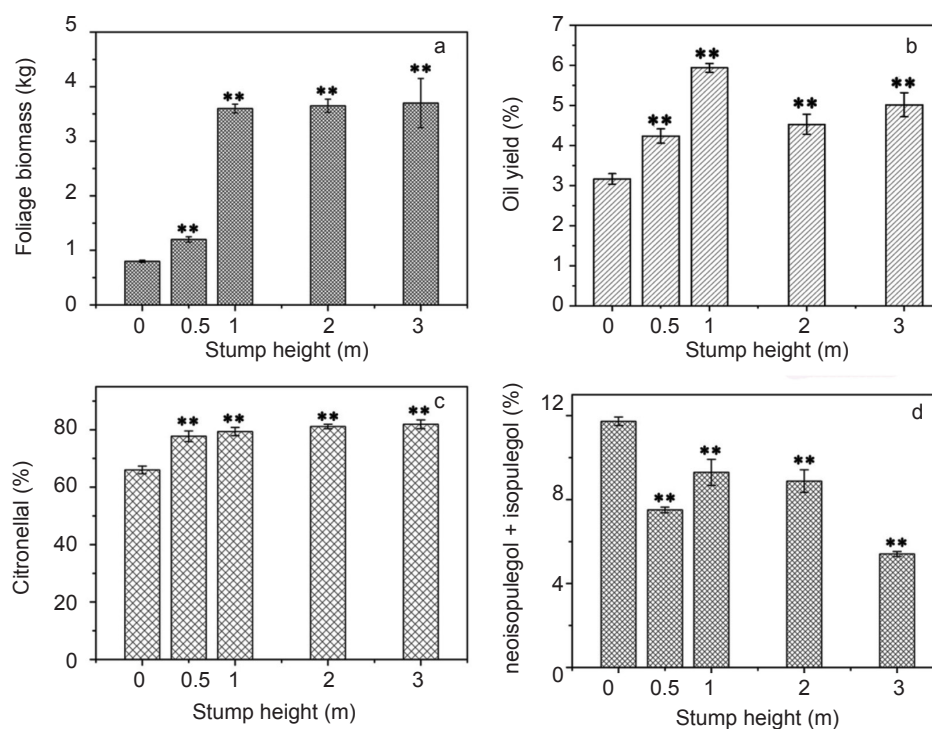 5
4
3
2
1
0
Foliage biomass (kg)
a
**
**
**
**
0 0.5 1 2 3
Stump height (m)
7
6
5
4
3
2
1
0
Oil yield (%)
b
**
**
**
**
0 0.5 1 2 3
Stump height (m)
100
80
60
40
20
0
Citronellal (%)
c
**
**
**
**
0 0.5 1 2 3
Stump height (m)
12
8
4
0
neoisopulegol + isopulegol (%)
d
**
**
**
**
0 0.5 1 2 3
Stump height (m)